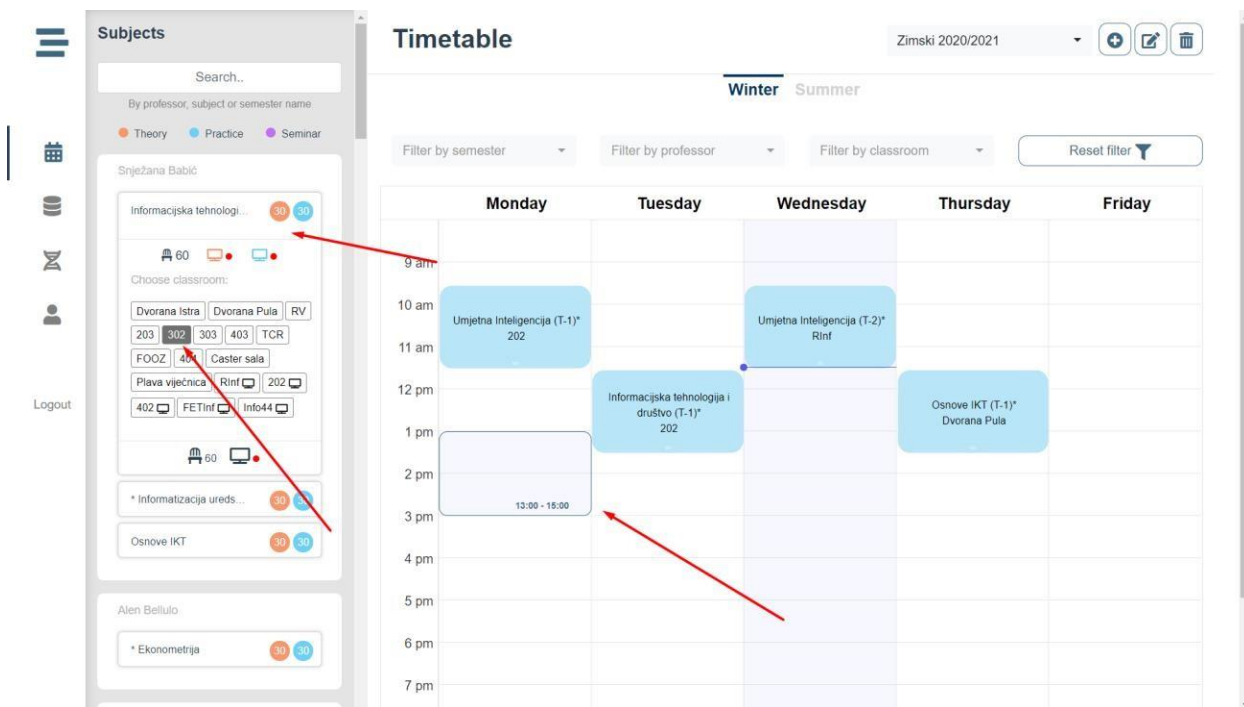 Subjects
Search..
By professor, subject or semester name
Theory Practice Seminar
Snježana Babić
Informacijska tehnologi... 30 30
60
Choose classroom:
Dvorana Istra Dvorana Pula RV
203 302 303 403 TCR
FOOZ 401 Caster sala
Plava vijećnica RInf 202
402 FETInf Info44
60
* Informatizacija ureds... 30 30
Osnove IKT 30 30
Alen Bellulo
* Ekonometrija 30 30
Logout
Timetable
Zimski 2020/2021
Winter Summer
Filter by semester Filter by professor Filter by classroom Reset filter
Monday Tuesday Wednesday Thursday Friday
9 am
10 am
11 am
12 pm
1 pm
2 pm
3 pm
4 pm
5 pm
6 pm
7 pm
Umjetna Inteligencija (T-1)*
202
Umjetna Inteligencija (T-2)*
RInf
Informacijska tehnologija i
društvo (T-1)*
202
Osnove IKT (T-1)*
Dvorana Pula
13:00 - 15:00